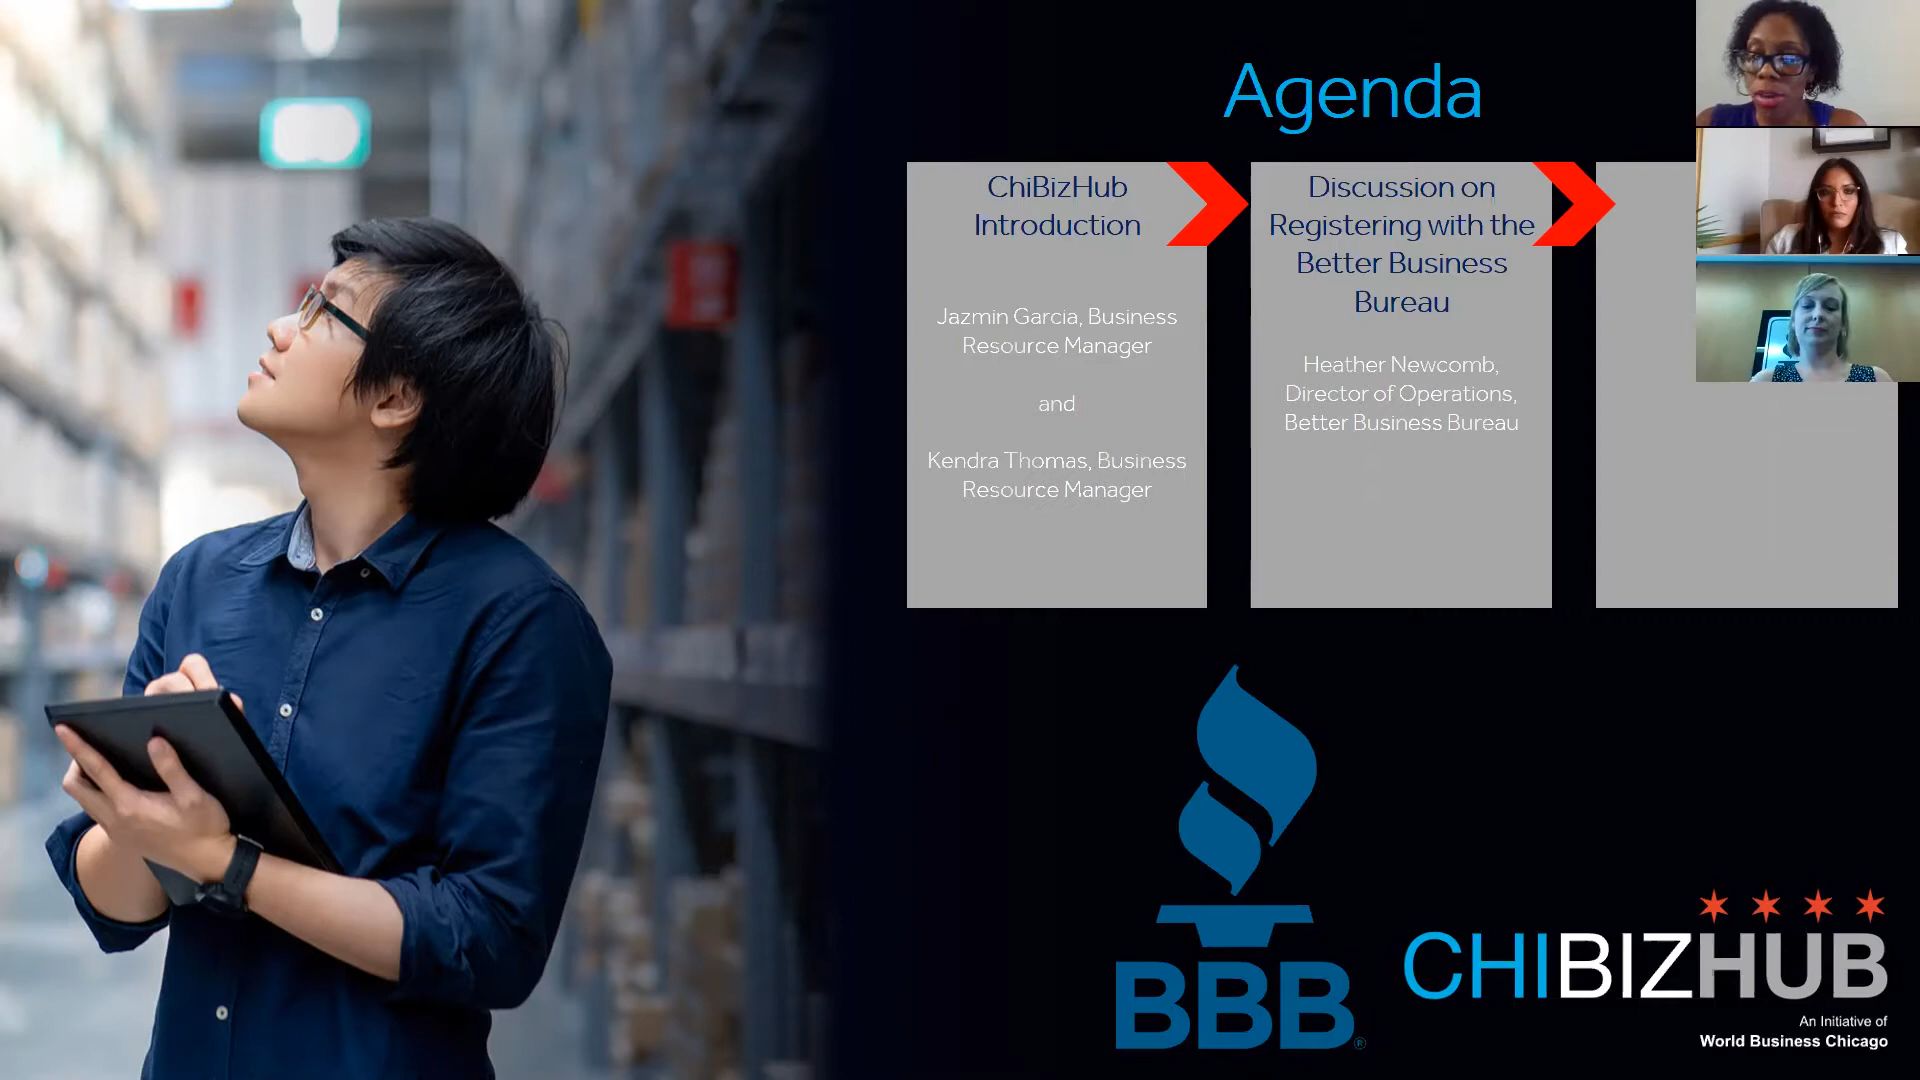 Agenda
ChiBizHub
Introduction
Jazmin Garcia, Business
Resource Manager
and
Kendra Thomas, Business
Resource Manager
Discussion on
Registering with the
Better Business
Bureau
Heather Newcomb,
Director of Operations,
Better Business Bureau
BBB®
CHIBIZHUB
An Initiative of
World Business Chicago